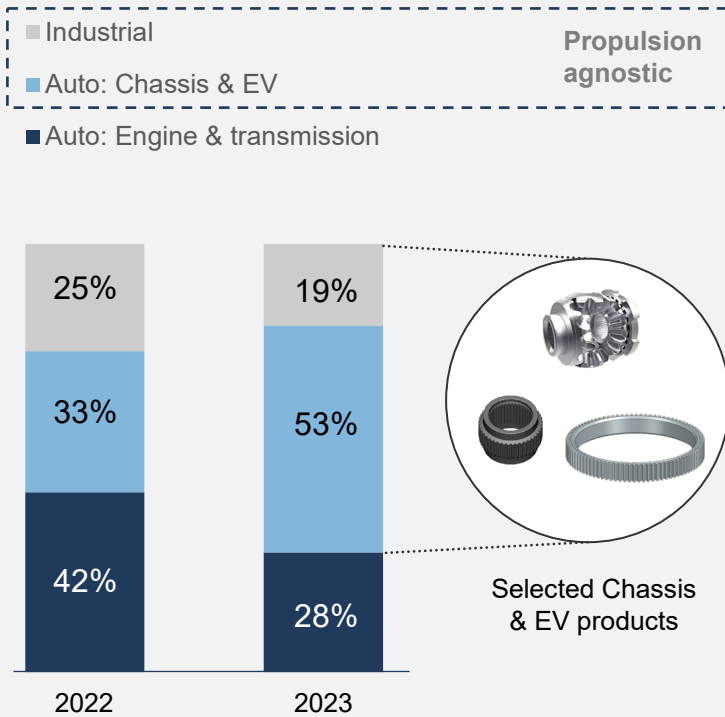 Industrial
Propulsion
agnostic
Auto: Chassis & EV
Auto: Engine & transmission
25%
19%
33%
53%
42%
28%
Selected Chassis
& EV products
2022
2023